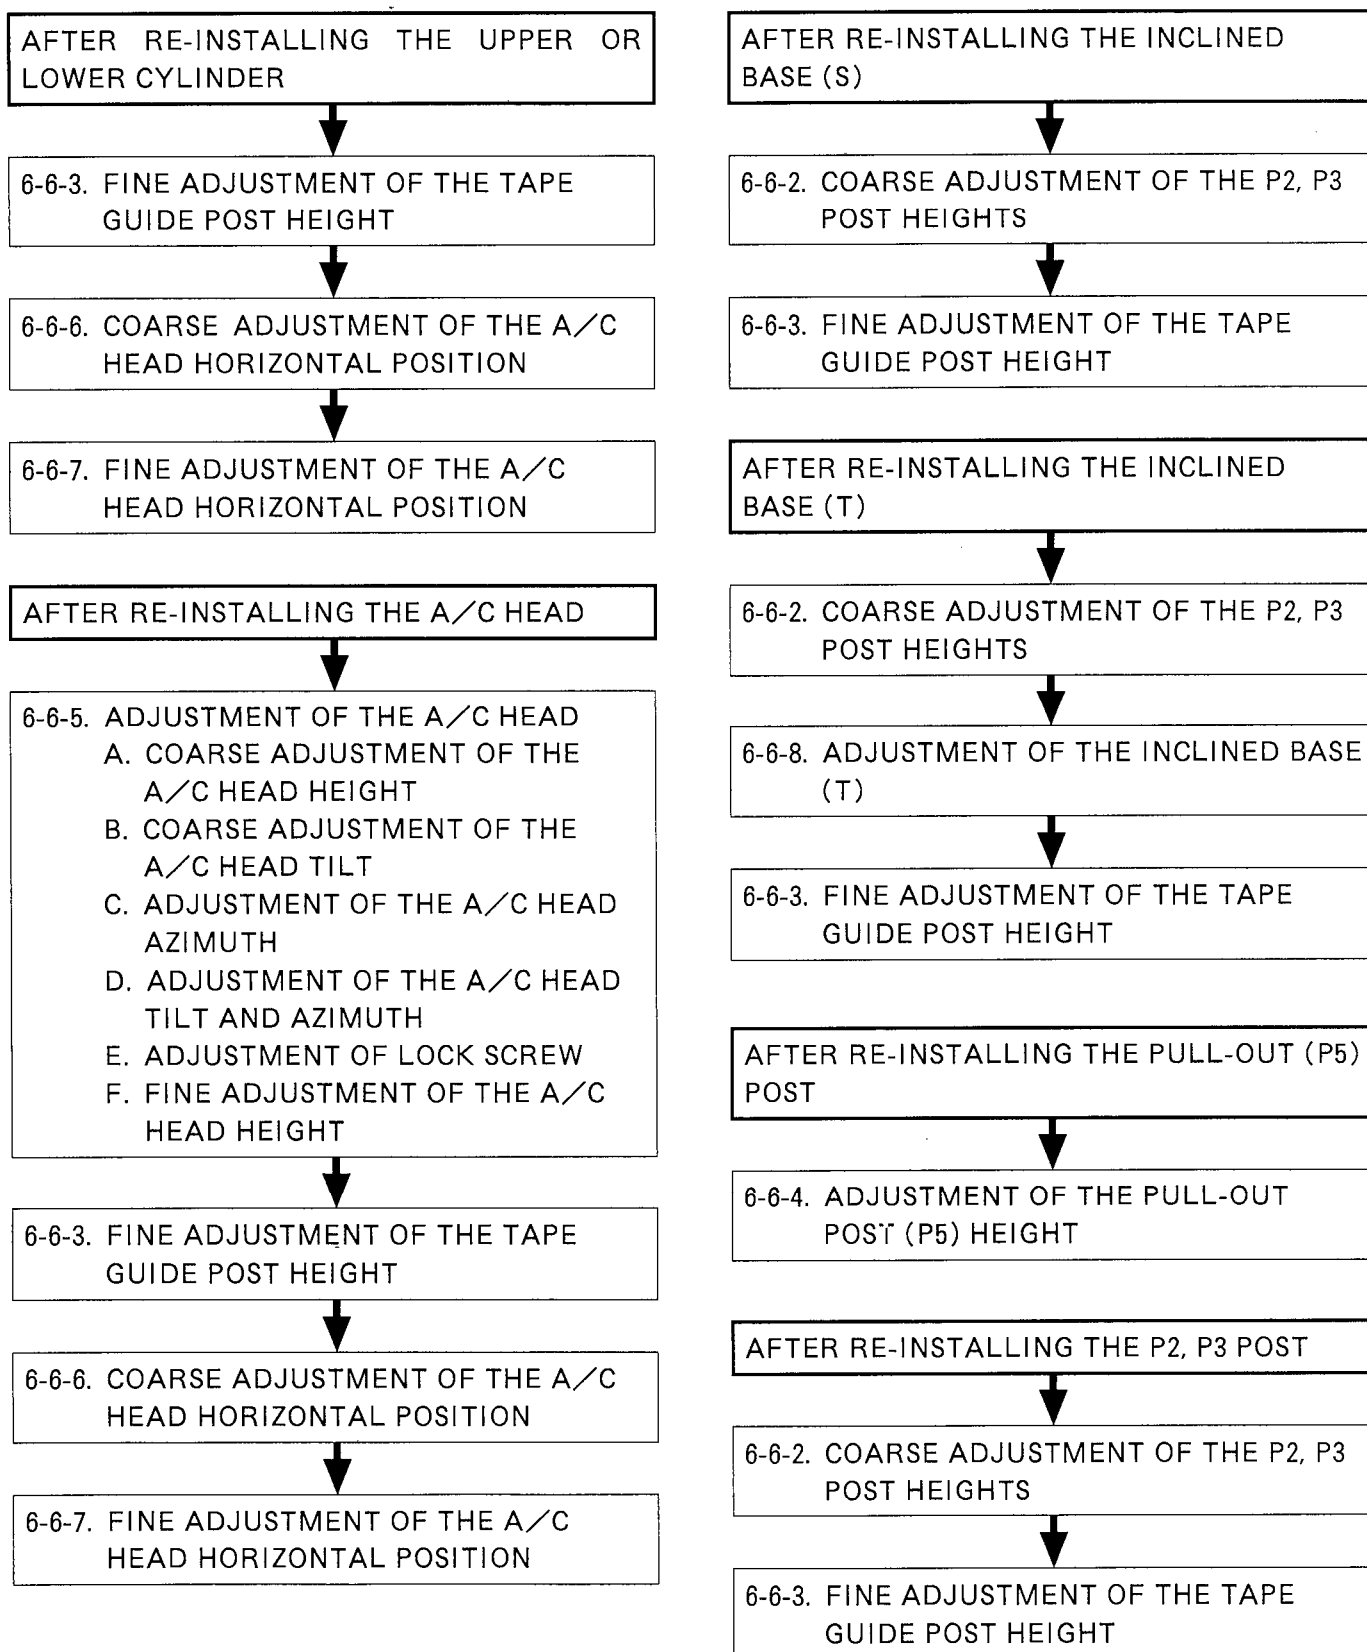 AFTER RE-INSTALLING THE UPPER OR
LOWER CYLINDER
6-6-3. FINE ADJUSTMENT OF THE TAPE
GUIDE POST HEIGHT
6-6-6. COARSE ADJUSTMENT OF THE A/C
HEAD HORIZONTAL POSITION
6-6-7. FINE ADJUSTMENT OF THE A/C
HEAD HORIZONTAL POSITION
AFTER RE-INSTALLING THE A/C HEAD
6-6-5. ADJUSTMENT OF THE A/C HEAD
A. COARSE ADJUSTMENT OF THE
A/C HEAD HEIGHT
B. COARSE ADJUSTMENT OF THE
A/C HEAD TILT
C. ADJUSTMENT OF THE A/C HEAD
AZIMUTH
D. ADJUSTMENT OF THE A/C HEAD
TILT AND AZIMUTH
E. ADJUSTMENT OF LOCK SCREW
F. FINE ADJUSTMENT OF THE A/C
HEAD HEIGHT
6-6-3. FINE ADJUSTMENT OF THE TAPE
GUIDE POST HEIGHT
6-6-6. COARSE ADJUSTMENT OF THE A/C
HEAD HORIZONTAL POSITION
6-6-7. FINE ADJUSTMENT OF THE A/C
HEAD HORIZONTAL POSITION
AFTER RE-INSTALLING THE INCLINED
BASE (S)
6-6-2. COARSE ADJUSTMENT OF THE P2, P3
POST HEIGHTS
6-6-3. FINE ADJUSTMENT OF THE TAPE
GUIDE POST HEIGHT
AFTER RE-INSTALLING THE INCLINED
BASE (T)
6-6-2. COARSE ADJUSTMENT OF THE P2, P3
POST HEIGHTS
6-6-8. ADJUSTMENT OF THE INCLINED BASE
(T)
6-6-3. FINE ADJUSTMENT OF THE TAPE
GUIDE POST HEIGHT
AFTER RE-INSTALLING THE PULL-OUT (P5)
POST
6-6-4. ADJUSTMENT OF THE PULL-OUT
POST (P5) HEIGHT
AFTER RE-INSTALLING THE P2, P3 POST
6-6-2. COARSE ADJUSTMENT OF THE P2, P3
POST HEIGHTS
6-6-3. FINE ADJUSTMENT OF THE TAPE
GUIDE POST HEIGHT